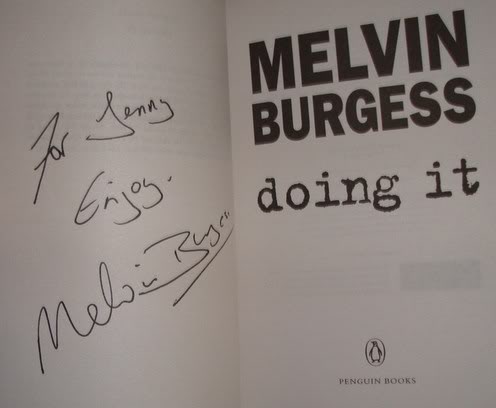 For Jenny
Enjoy.
Melvin Burgess
MELVIN
BURGESS
doing it
PENGUIN BOOKS